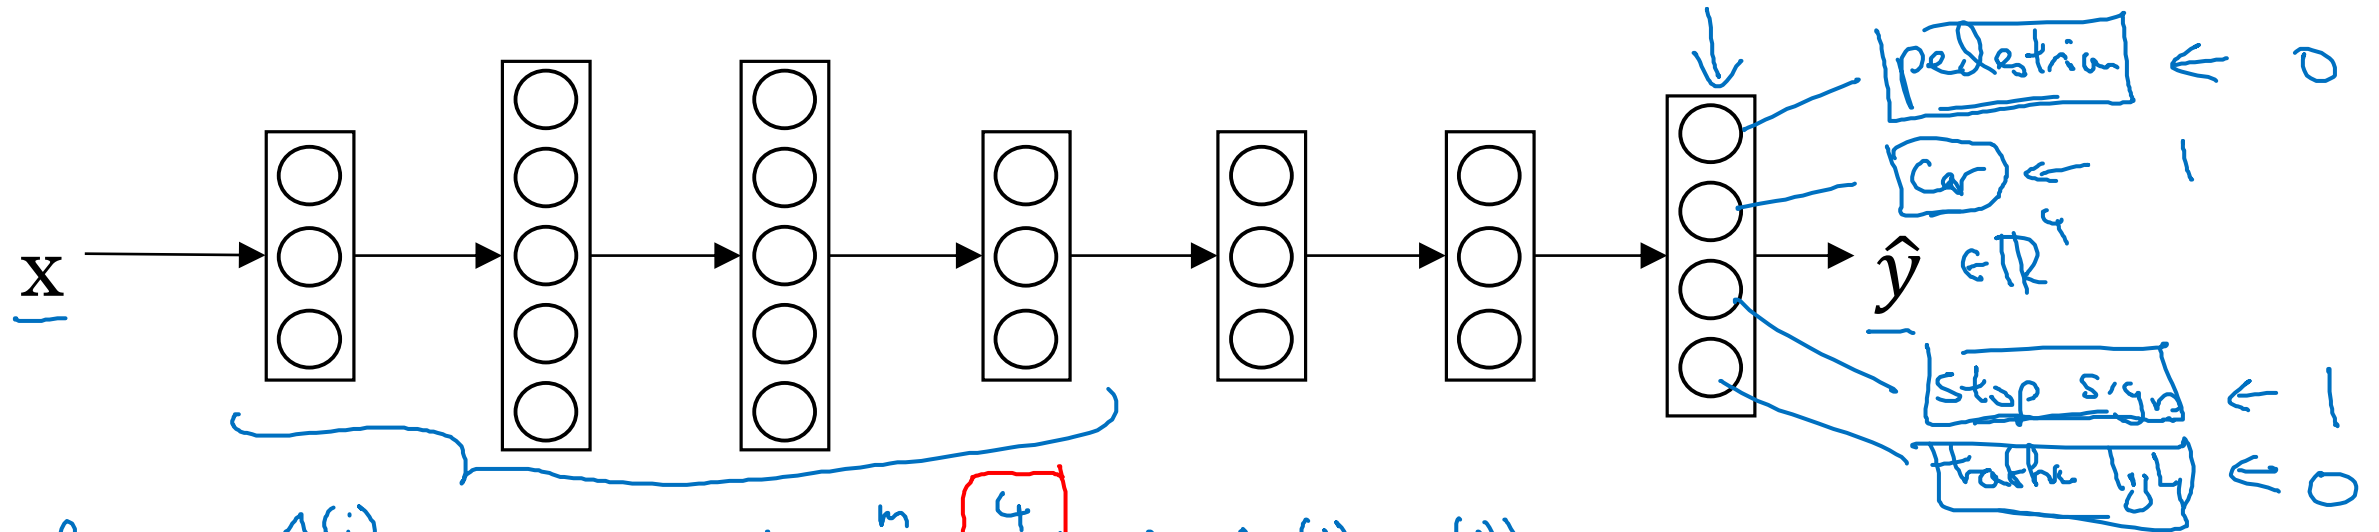 pedestrian ← 0
car ← 1
x
ŷ ∈ ℝ⁴
stop sign ← 1
traffic light ← 0
m 4